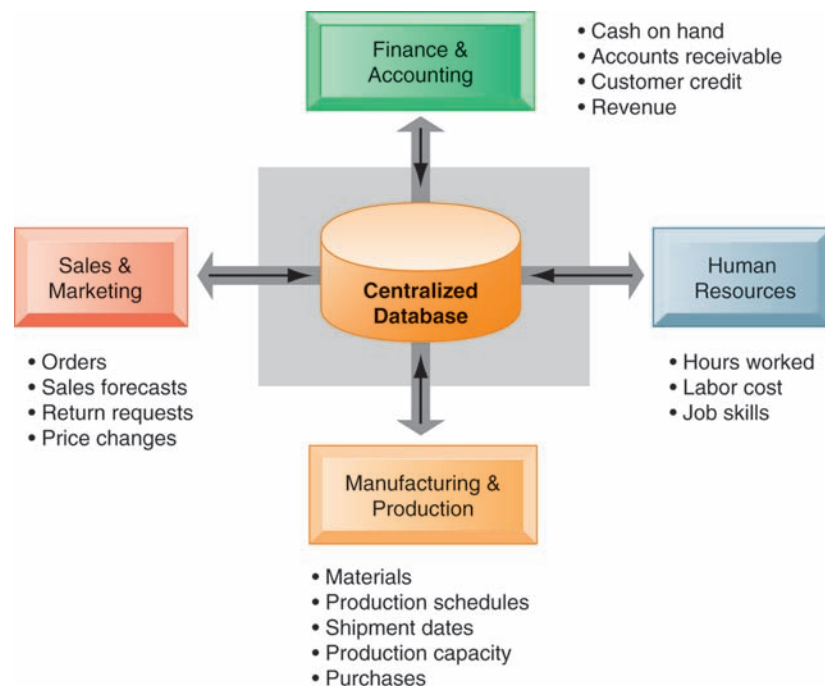 Finance &
Accounting
• Cash on hand
• Accounts receivable
• Customer credit
• Revenue
Sales &
Marketing
• Orders
• Sales forecasts
• Return requests
• Price changes
Centralized
Database
Human
Resources
• Hours worked
• Labor cost
• Job skills
Manufacturing &
Production
• Materials
• Production schedules
• Shipment dates
• Production capacity
• Purchases